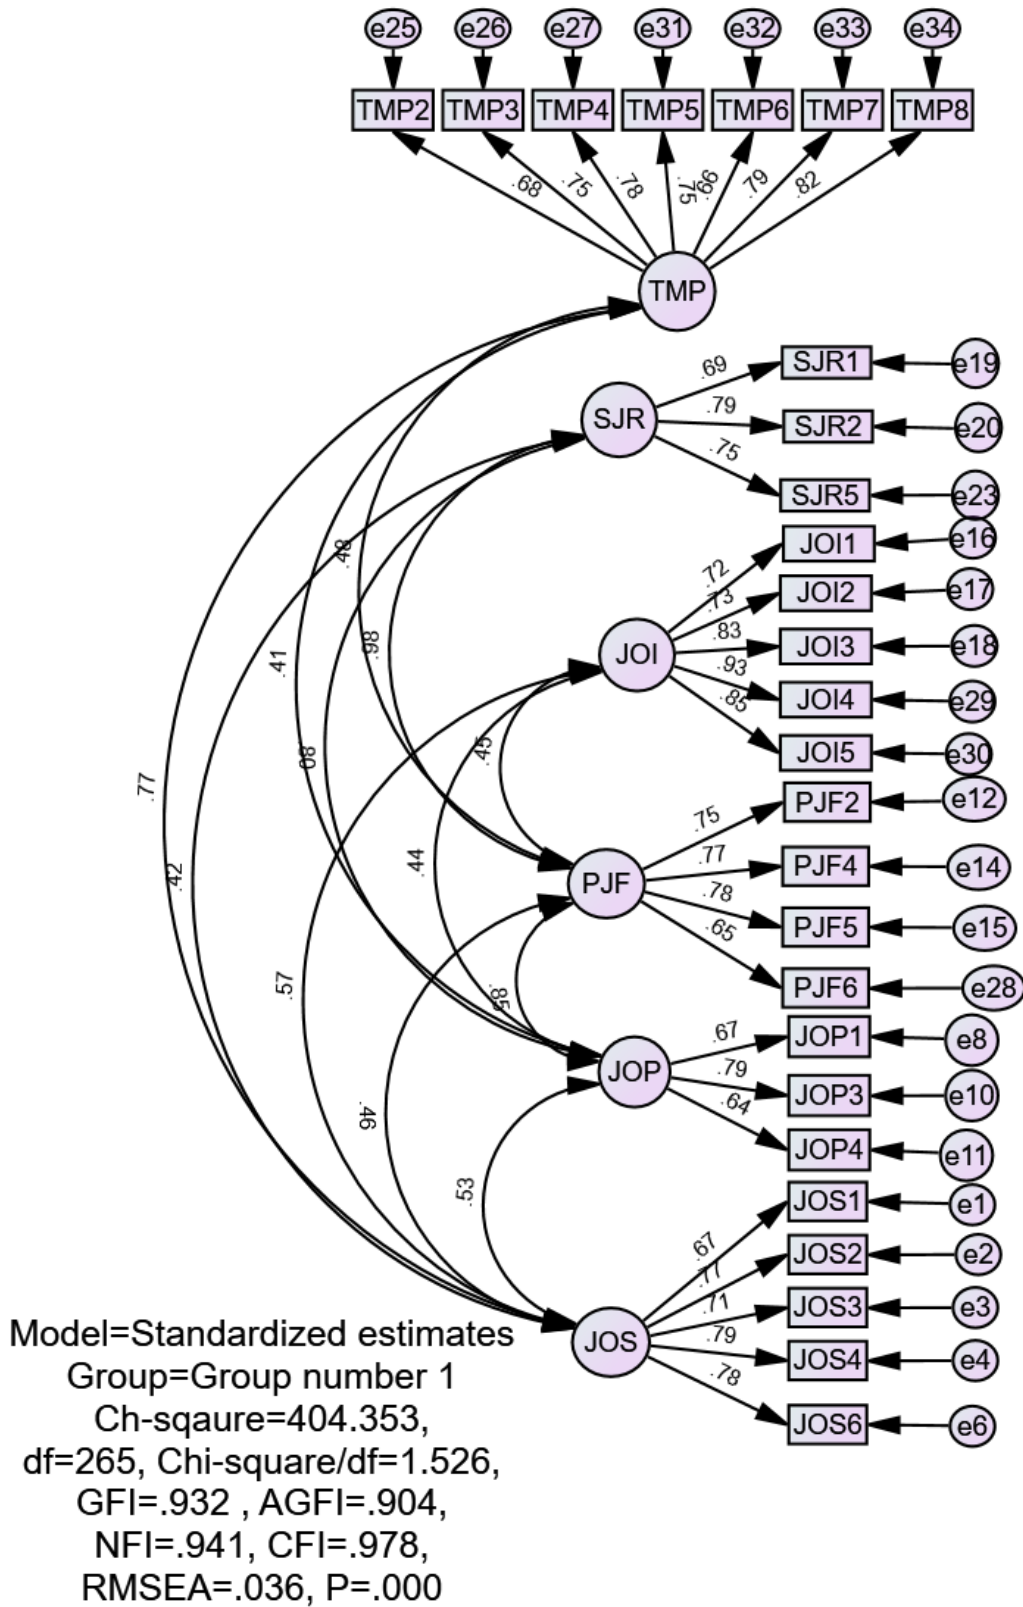 e25 e26 e27 e31 e32 e33 e34
TMP2 TMP3 TMP4 TMP5 TMP6 TMP7 TMP8
.68 .75 .78 .75 .66 .79 .82
TMP
SJR1 e19
.69
SJR .79 SJR2 e20
.75
SJR5 e23
JOI1 e16
.48
.72
JOI2 e17
.73
.86 .83 JOI3 e18
.41 JOI
.93
JOI4 e29
.85
.45 JOI5 e30
.80
.77 PJF2 e12
.75
.44 .77 PJF4 e14
.42 PJF
.78
PJF5 e15
.65
.57 .85 PJF6 e28
.67 JOP1 e8
JOP .79 JOP3 e10
.46 .64
JOP4 e11
.53 JOS1 e1
.67
JOS2 e2
.77
.71 JOS3 e3
JOS .79 JOS4 e4
.78
JOS6 e6
Model=Standardized estimates
Group=Group number 1
Ch-sqaure=404.353,
df=265, Chi-square/df=1.526,
GFI=.932 , AGFI=.904,
NFI=.941, CFI=.978,
RMSEA=.036, P=.000